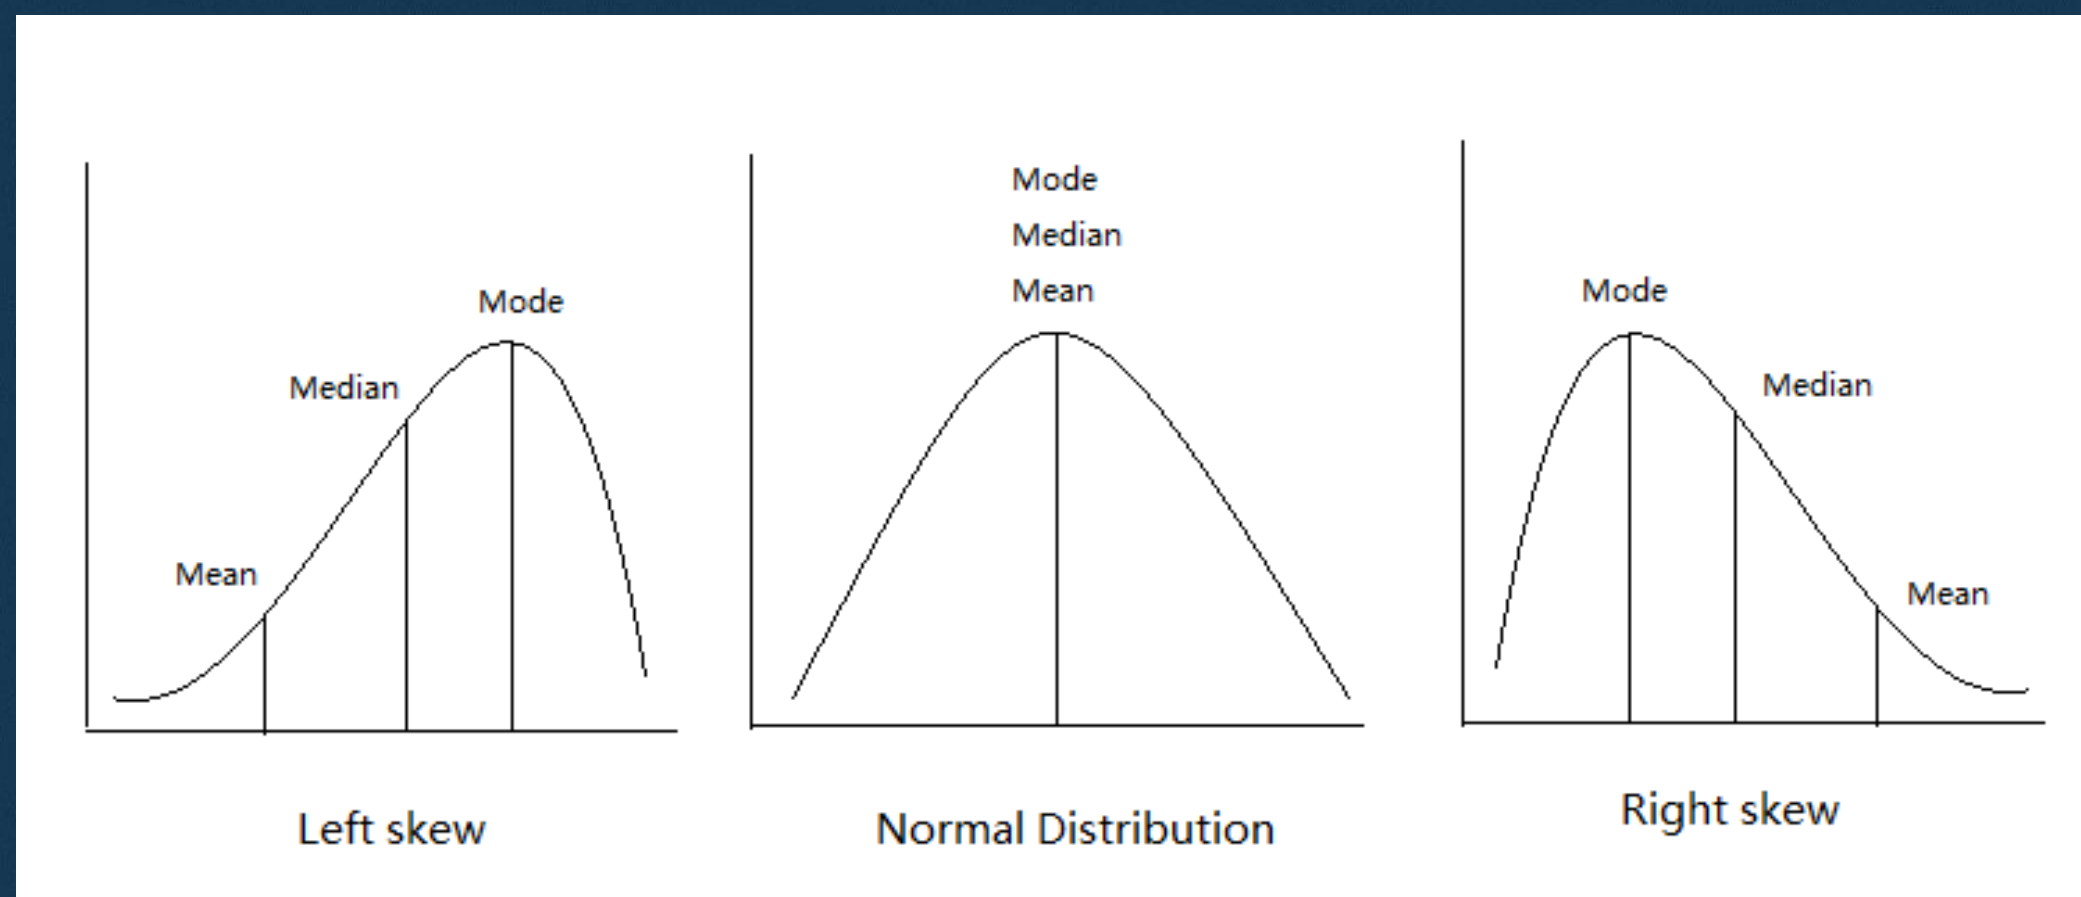 Mode
Median
Mean
Left skew
Mode
Median
Mean
Normal Distribution
Mode
Median
Mean
Right skew